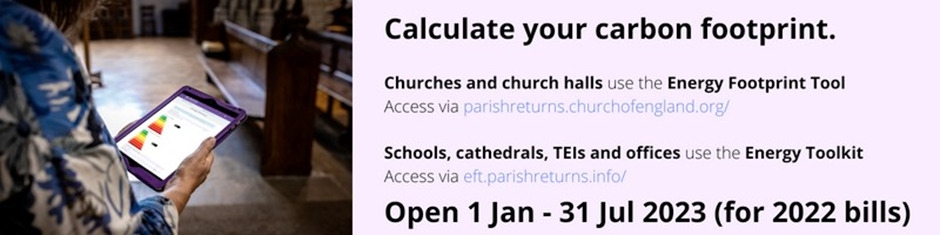 Calculate your carbon footprint.
Churches and church halls use the Energy Footprint Tool
Access via parishreturns.churchofengland.org/
Schools, cathedrals, TEIs and offices use the Energy Toolkit
Access via eft.parishreturns.info/
Open 1 Jan - 31 Jul 2023 (for 2022 bills)